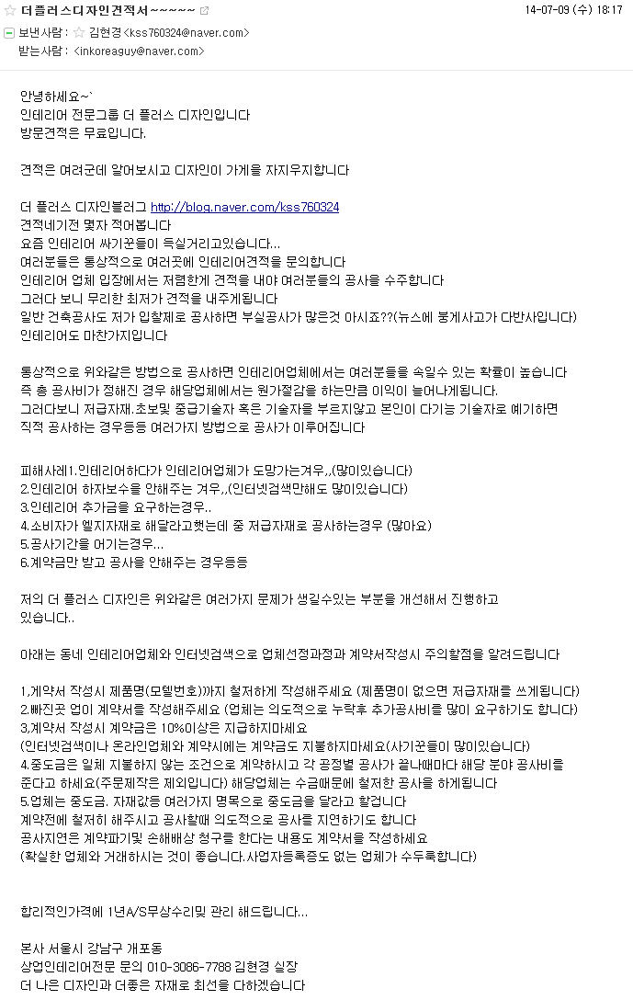 더플러스디자인견적서~~~~~
14-07-09 (수) 18:17
보낸사람 : 김현경<kss760324@naver.com>
받는사람 : <inkoreaguy@naver.com>
안녕하세요~`
인테리어 전문그룹 더 플러스 디자인입니다
방문견적은 무료입니다.
견적은 여려군데 알어보시고 디자인이 가게을 자지우지합니다
더 플러스 디자인블러그 http://blog.naver.com/kss760324
견적네기전 몇자 적어봅니다
요즘 인테리어 싸기꾼들이 득실거리고있습니다...
여러분들은 통상적으로 여러곳에 인테리어견적을 문의합니다
인테리어 업체 입장에서는 저렴한게 견적을 내야 여러분들의 공사를 수주합니다
그러다 보니 무리한 최저가 견적을 내주게됩니다
일반 건축공사도 저가 입찰제로 공사하면 부실공사가 많은것 아시죠??(뉴스에 붕게사고가 다반사입니다)
인테리어도 마찬가지입니다
통상적으로 위와같은 방법으로 공사하면 인테리어업체에서는 여러분들을 속일수 있는 확률이 높습니다
즉 총 공사비가 정해진 경우 해당업체에서는 원가절감을 하는만큼 이익이 늘어나게됩니다.
그러다보니 저급자재.초보및 중급기술자 혹은 기술자을 부르지않고 본인이 다기능 기술자로 예기하면
직적 공사하는 경우등등 여러가지 방법으로 공사가 이루어집니다
피해사레1.인테리어하다가 인테리어업체가 도망가는겨우,,(많이있습니다)
2.인테리어 하자보수을 안해주는 겨우,,(인터넷검색만해도 많이있습니다)
3.인테리어 추가금을 요구하는경우..
4.소비자가 엘지자재로 해달라고했는데 중 저급자재로 공사하는경우 (많아요)
5.공사기간을 어기는경우...
6.계약금만 받고 공사을 안해주는 경우등등
저의 더 플러스 디자인은 위와같은 여러가지 문제가 생길수있는 부분을 개선해서 진행하고
있습니다..
아래는 동네 인테리어업체와 인터넷검색으로 업체선정과정과 계약서작성시 주의할점을 알려드립니다
1,게약서 작성시 제품명(모텔번호)까지 철저하게 작성해주세요 (제품명이 없으면 저급자재를 쓰게됩니다)
2.빠진곳 업이 계약서를 작성해주세요 (업체는 의도적으로 누락후 추가공사비를 많이 요구하기도 합니다)
3,계약서 작성시 계약금은 10%이상은 지급하지마세요
(인터넷검색이나 온라인업체와 계약시에는 계약금도 지불하지마세요(사기꾼들이 많이있습니다)
4.중도금은 일체 지불하지 않는 조건으로 계약하시고 각 공정별 공사가 끝나때마다 해당 분야 공사비를
준다고 하세요(주문제작은 제외입니다) 해당업체는 수금때문에 철저한 공사을 하게됩니다
5.업체는 중도금. 자재값등 여러가지 명목으로 중도금을 달라고 할겁니다
계약전에 철저히 해주시고 공사할때 의도적으로 공사를 지연하기도 합니다
공사지연은 계약파기및 손해배상 청구를 한다는 내용도 계약서을 작성하세요
(확실한 업체와 거래하시는 것이 좋습니다.사업자등록증도 없는 업체가 수두룩합니다)
합리적인가격에 1년A/S무상수리및 관리 해드립니다...
본사 서울시 강남구 개포동
상업인테리어전문 문의 010-3086-7788 김현경 실장
더 나은 디자인과 더좋은 자재로 최선을 다하겠습니다